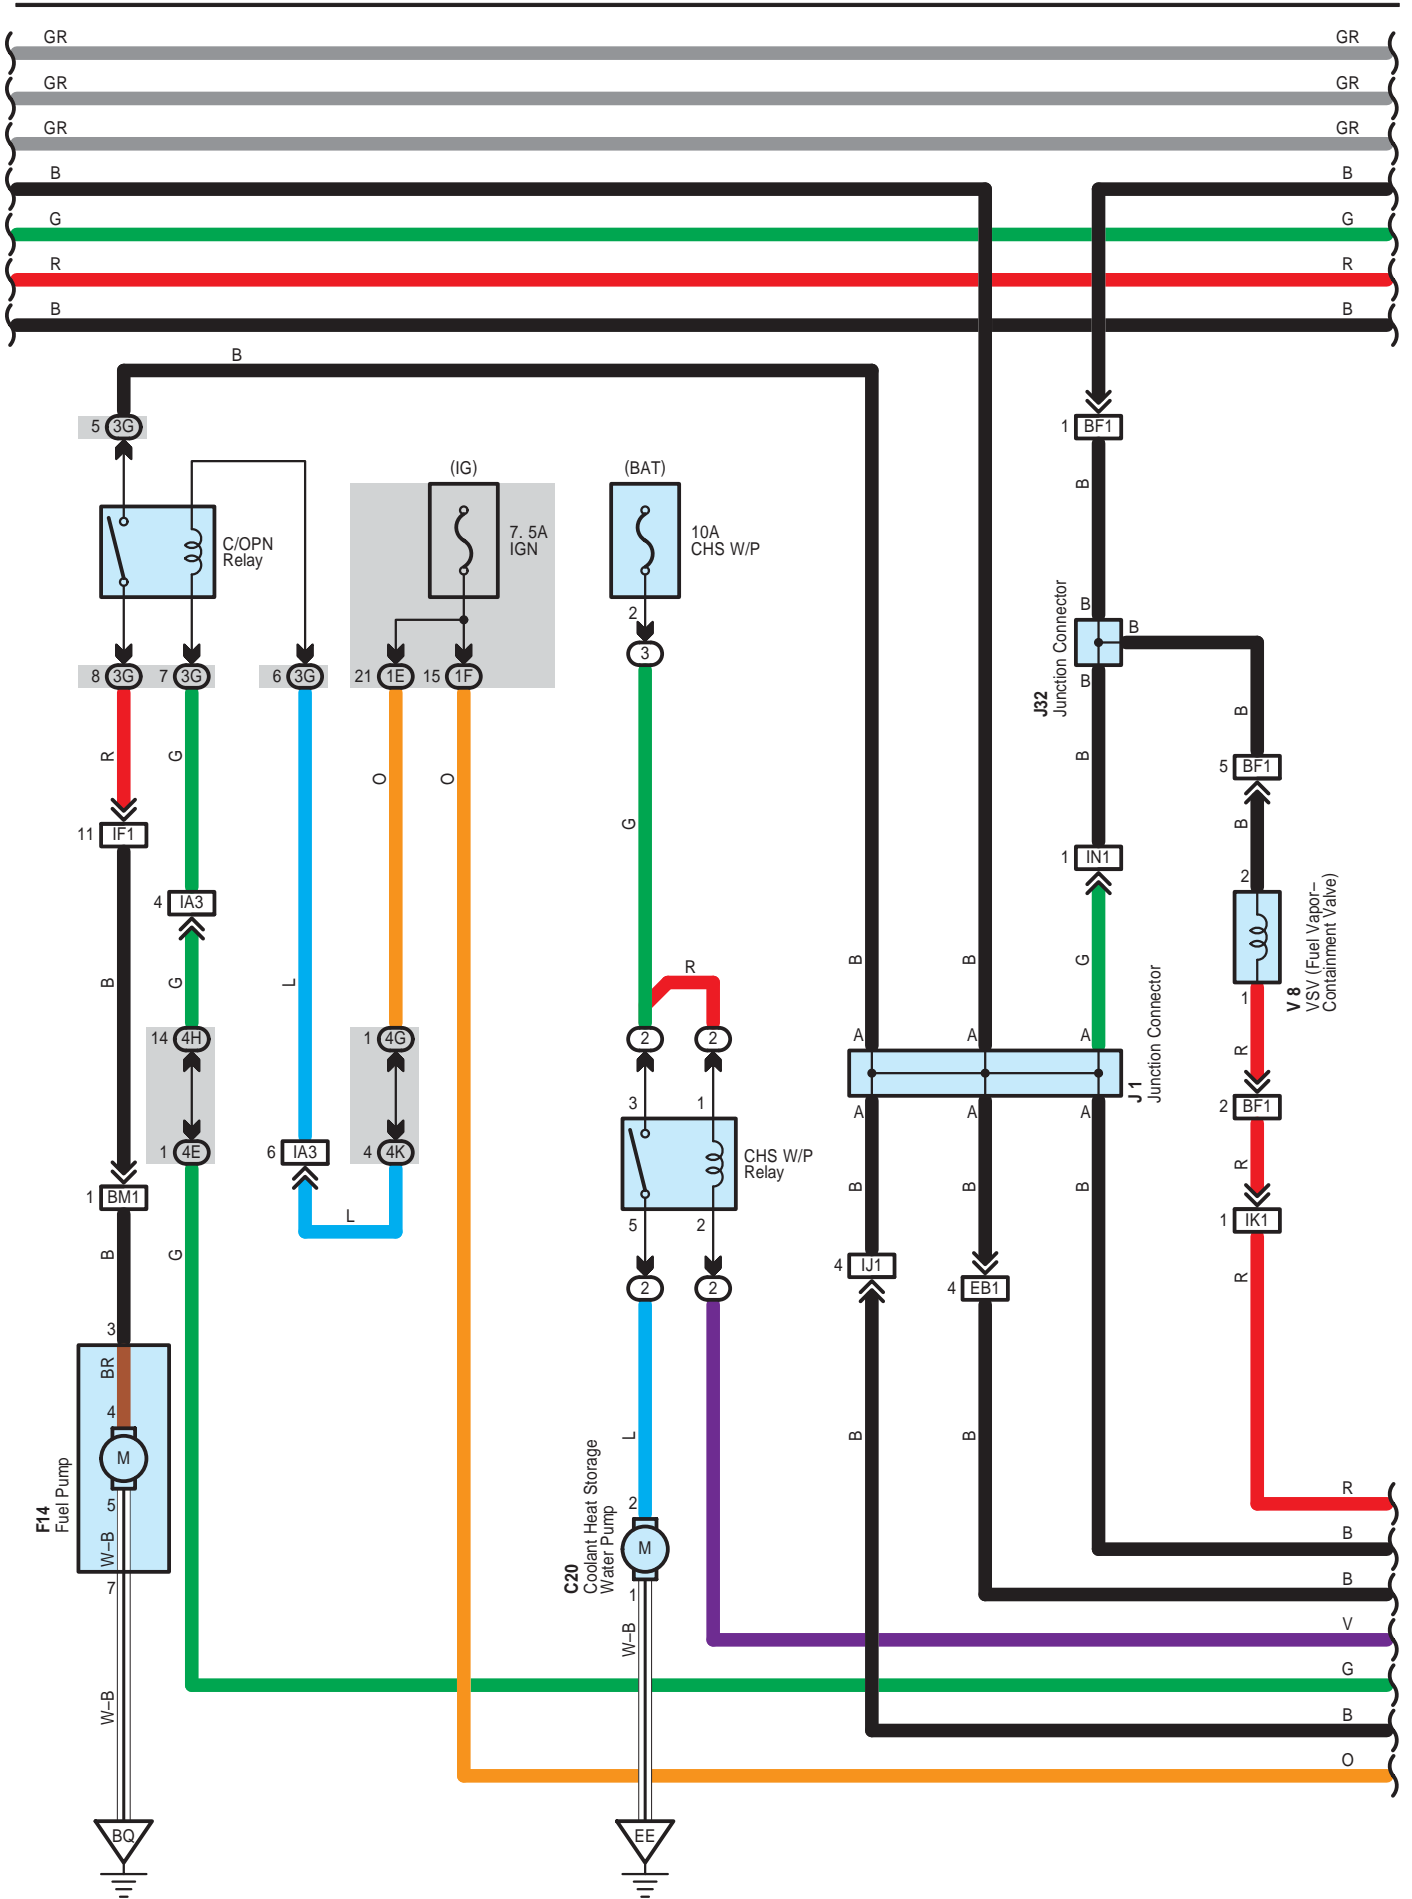 GR GR
GR GR
GR GR
B B
G G
R R
B B
B
5 3G
1 BF1
(IG)
(BAT)
B
7. 5A
IGN
10A
CHS W/P
C/OPN
Relay
2
3
J32
Junction Connector
B
B
B
8 3G
7 3G
6 3G
21 1E
15 1F
R
G
O
O
B
B
5 BF1
11 IF1
G
B
1 IN1
4 IA3
2
V 8
VSV (Fuel Vapor–
Containment Valve)
B
G
L
R
B
B
G
1
14 4H
1 4G
2
2
A
A
A
R
J 1
Junction Connector
3
1
A
A
A
2 BF1
1 4E
6 IA3
4 4K
CHS W/P
Relay
R
1 BM1
B
B
B
L
5
2
1 IK1
B
G
4 IJ1
4 EB1
R
2
2
3
BR
4
M
F14
Fuel Pump
5
W–B
7
L
B
B
C20
Coolant Heat Storage
Water Pump
2
M
1
W–B
R
B
B
V
G
W–B
B
O
BQ
EE